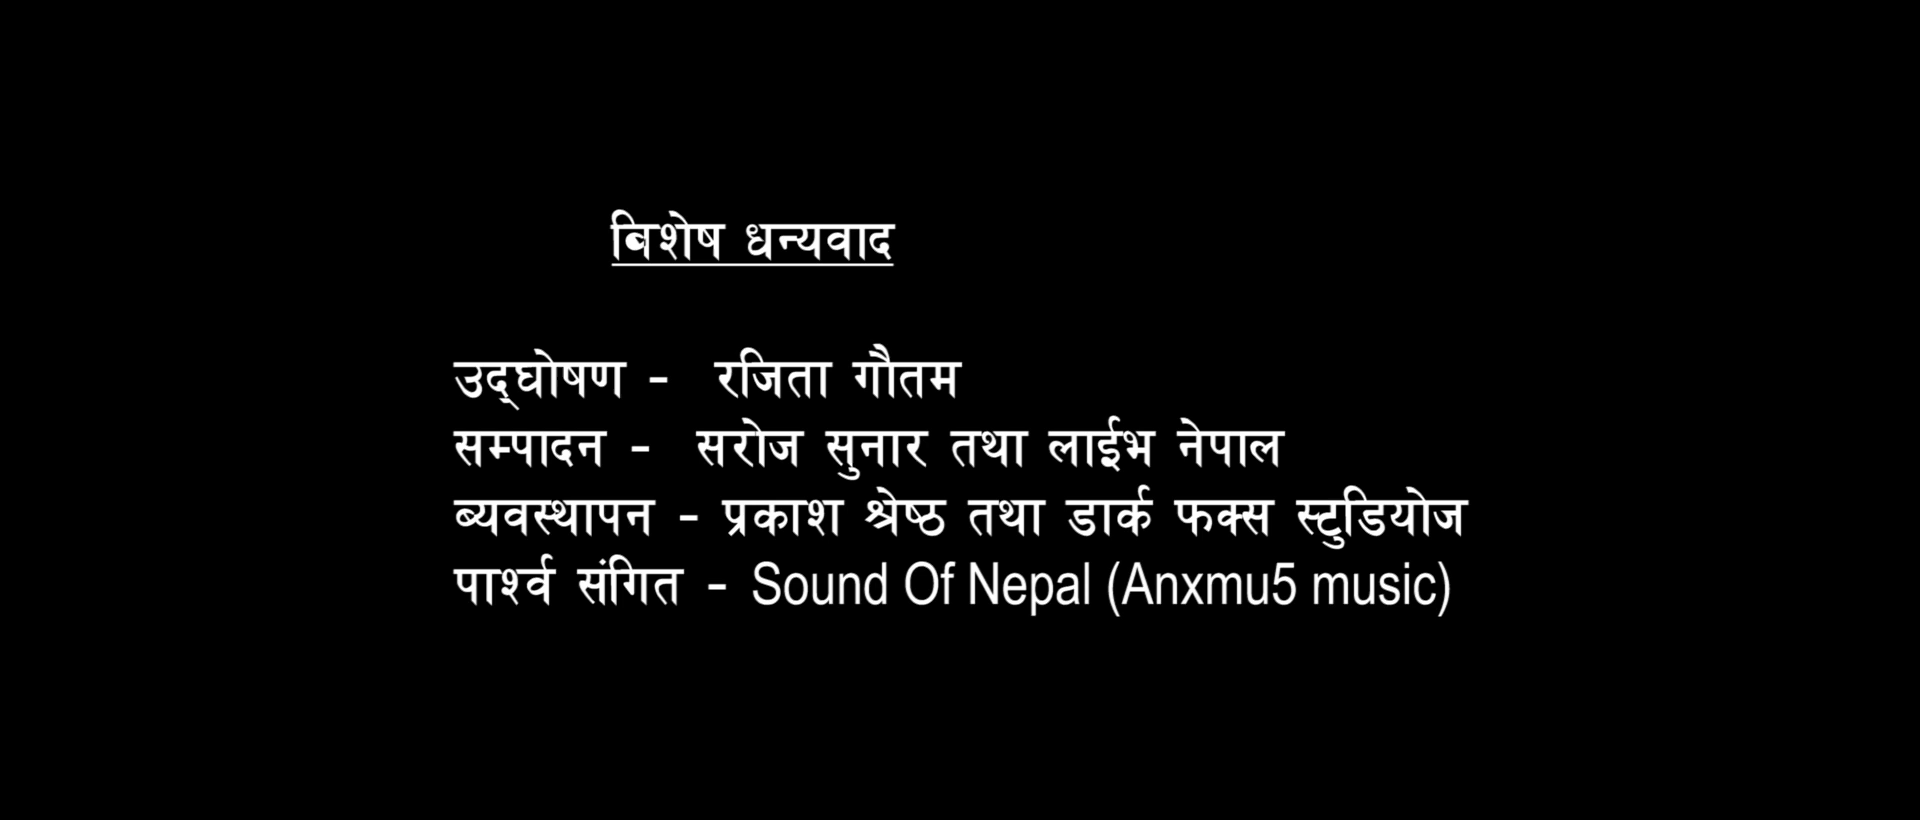 बिशेष धन्यवाद
उद्‌घोषण - रजिता गौतम
सम्पादन - सरोज सुनार तथा लाईभ नेपाल
ब्यवस्थापन - प्रकाश श्रेष्ठ तथा डार्क फक्स स्टुडियोज
पार्श्व संगित - Sound Of Nepal (Anxmu5 music)